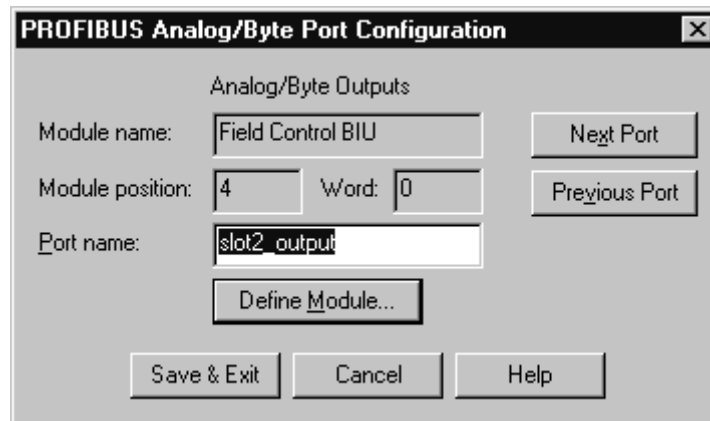 PROFIBUS Analog/Byte Port Configuration
Analog/Byte Outputs
Module name: Field Control BIU
Next Port
Module position: 4 Word: 0
Previous Port
Port name: slot2_output
Define Module...
Save & Exit Cancel Help